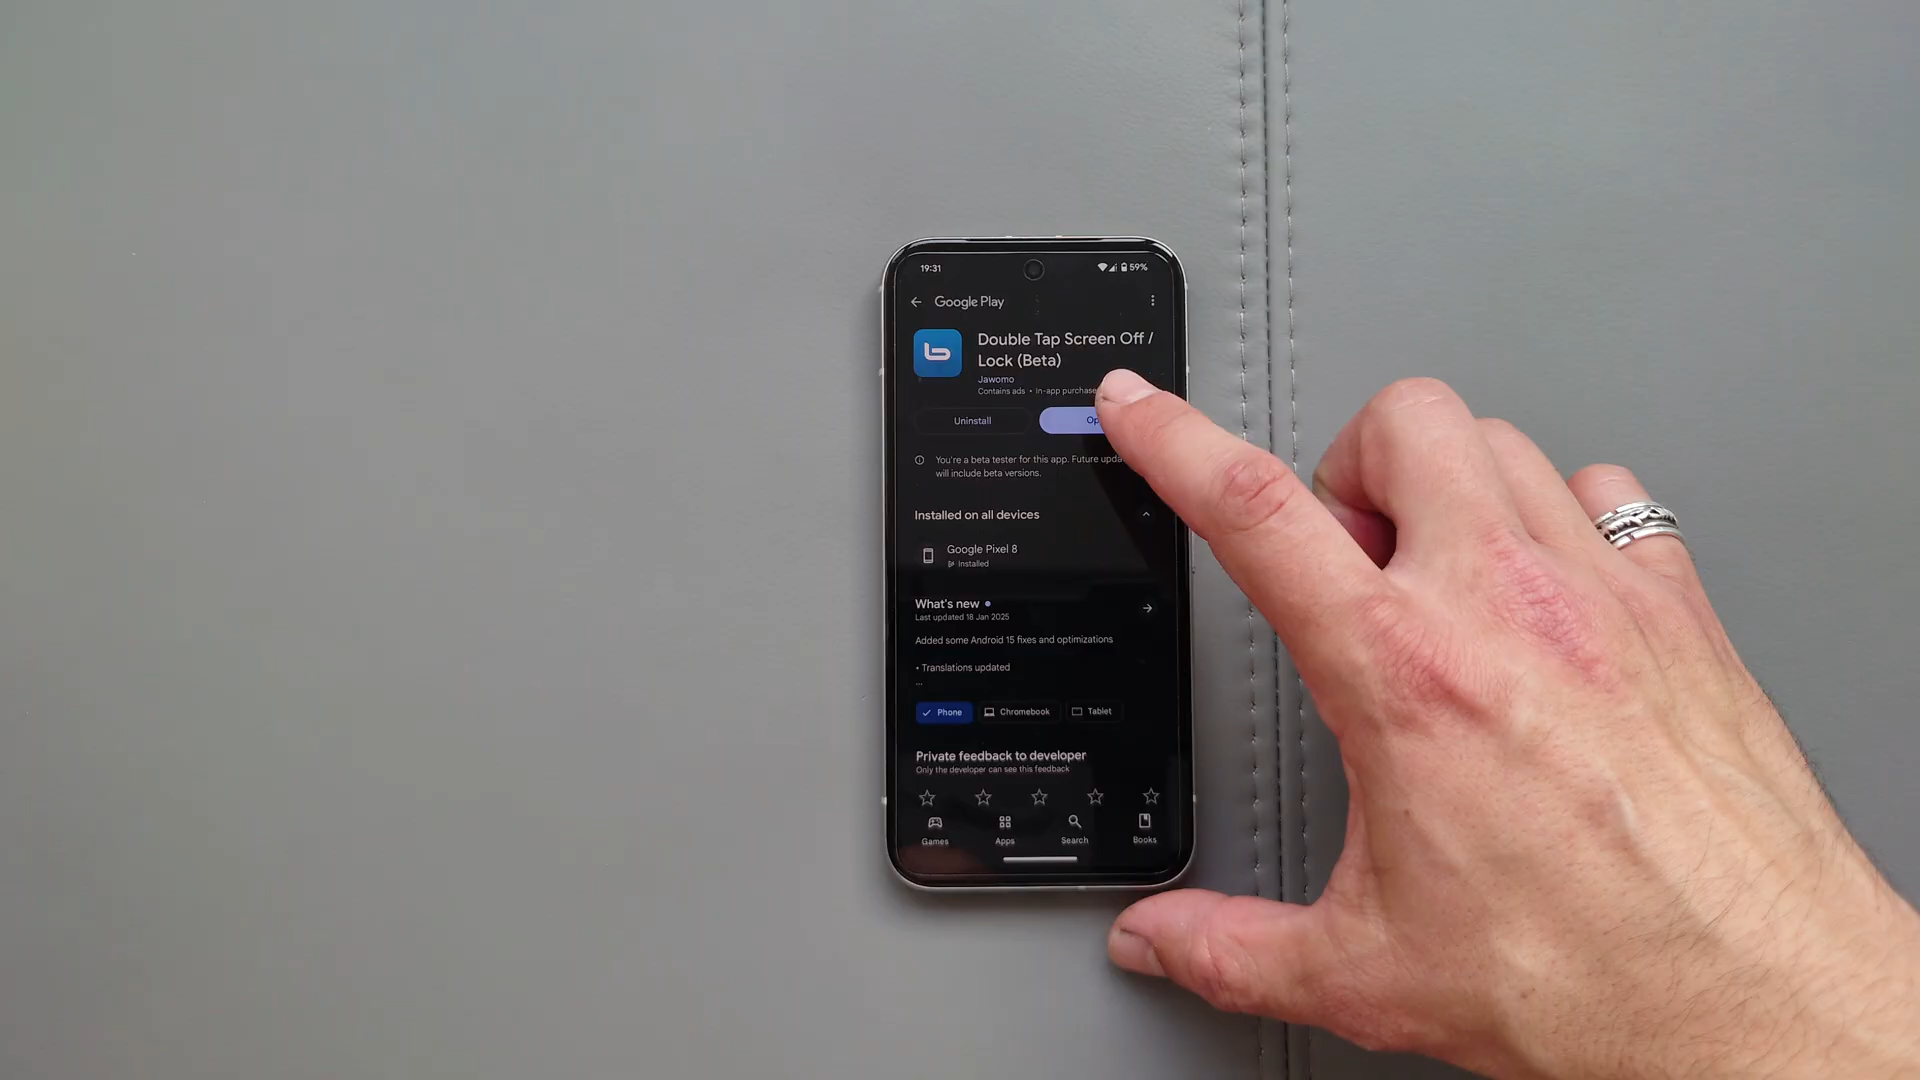 19:31
59%
Google Play
Double Tap Screen Off /
Lock (Beta)
Jawomo
Contains ads • In-app
Uninstall
You're a beta tester for this app. Future
will include beta versions.
Installed on all devices
Google Pixel 8
Installed
What's new
Last updated 18 Jan 2025
Added some Android 15 fixes and optimizations
• Translations updated
...
Phone
Chromebook
Tablet
Private feedback to developer
Only the developer can see this feedback
Games
Apps
Search
Books